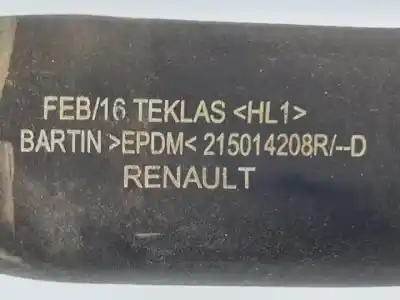 FEB/16 TEKLAS <HL1>
BARTIN >EPDM< 215014208R/--D
RENAULT